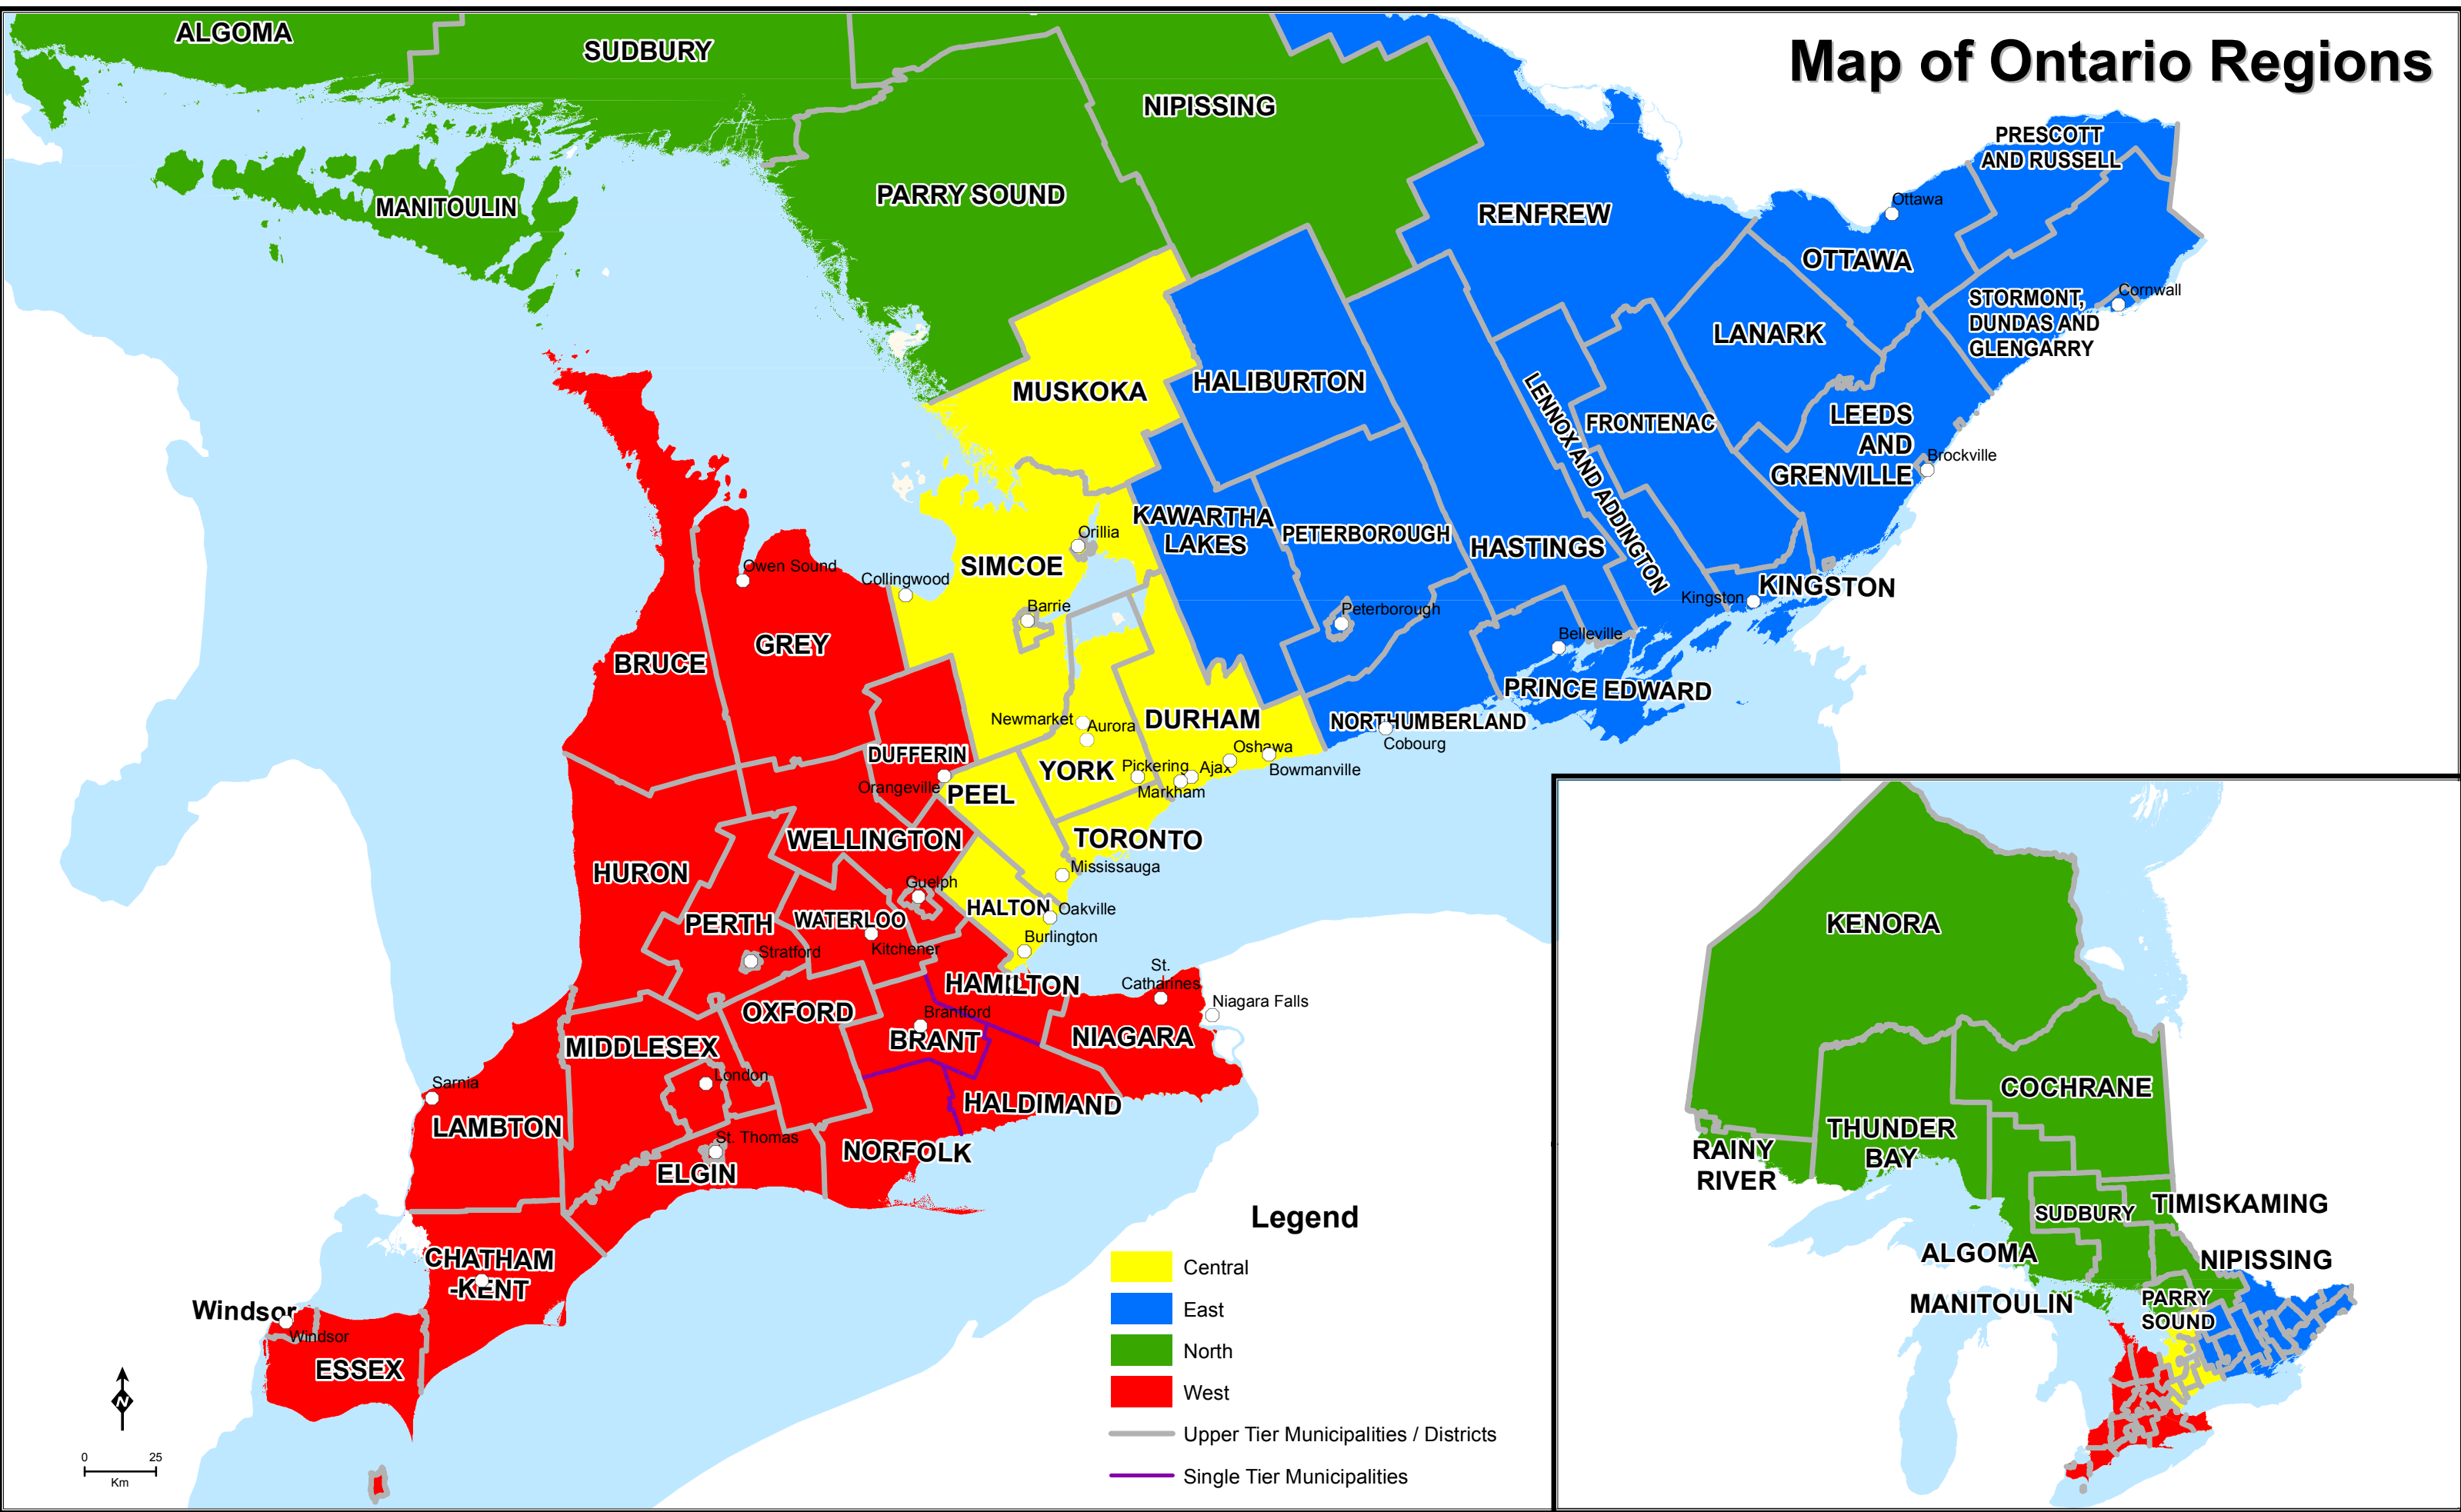 Map of Ontario Regions
ALGOMA
SUDBURY
NIPISSING
PARRY SOUND
MANITOULIN
PRESCOTT
AND RUSSELL
RENFREW
Ottawa
OTTAWA
Cornwall
STORMONT,
DUNDAS AND
GLENGARRY
LANARK
MUSKOKA
HALIBURTON
LENNOX AND ADDINGTON
FRONTENAC
LEEDS
AND
GRENVILLE
Brockville
KAWARTHA
LAKES
PETERBOROUGH
HASTINGS
Orillia
SIMCOE
Owen Sound
Collingwood
Barrie
Peterborough
Kingston
KINGSTON
Belleville
GREY
BRUCE
PRINCE EDWARD
Newmarket
Aurora
DURHAM
NORTHUMBERLAND
Cobourg
DUFFERIN
Orangeville
PEEL
YORK
Pickering
Ajax
Oshawa
Bowmanville
Markham
WELLINGTON
TORONTO
HURON
Mississauga
Guelph
PERTH
WATERLOO
HALTON
Oakville
Stratford
Kitchener
Burlington
HAMILTON
St.
Catharines
Niagara Falls
OXFORD
Brantford
BRANT
NIAGARA
MIDDLESEX
London
Sarnia
LAMBTON
HALDIMAND
St. Thomas
ELGIN
NORFOLK
CHATHAM
-KENT
Windsor
Windsor
ESSEX
N
0 25
Km
Legend
Central
East
North
West
Upper Tier Municipalities / Districts
Single Tier Municipalities
KENORA
COCHRANE
THUNDER
BAY
RAINY
RIVER
TIMISKAMING
SUDBURY
ALGOMA
NIPISSING
MANITOULIN
PARRY
SOUND